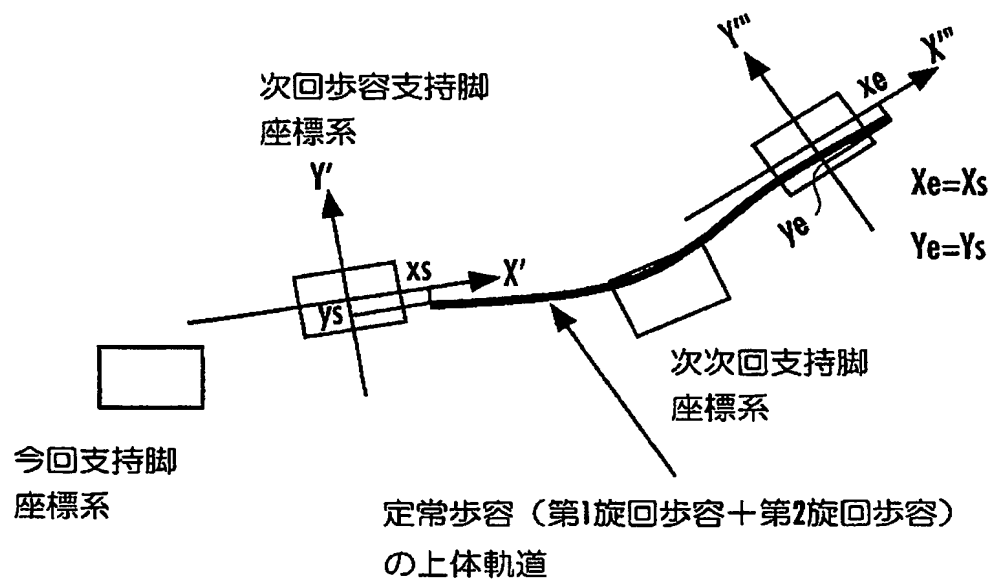 Y'''
X'''
xe
次回歩容支持脚
座標系
Y'
Xe=Xs
ye
Ye=Ys
xs
X'
ys
次次回支持脚
座標系
今回支持脚
座標系
定常歩容（第1旋回歩容＋第2旋回歩容）
の上体軌道